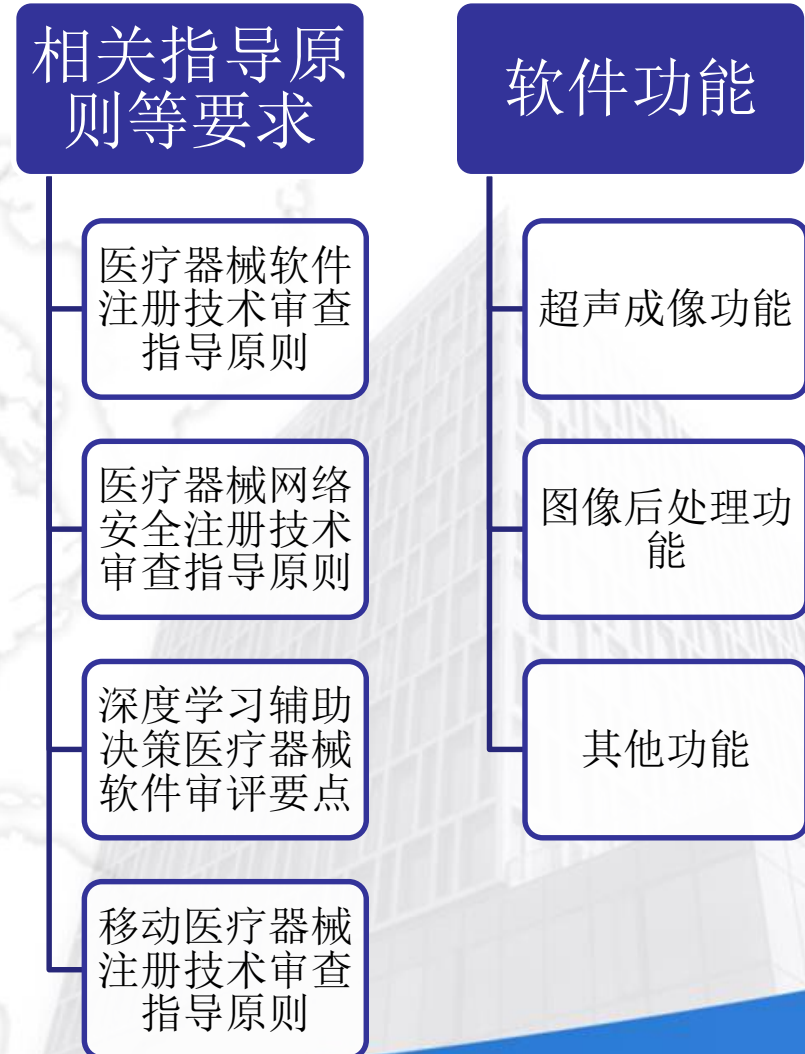 相关指导原
则等要求
医疗器械软件
注册技术审查
指导原则
医疗器械网络
安全注册技术
审查指导原则
深度学习辅助
决策医疗器械
软件审评要点
移动医疗器械
注册技术审查
指导原则
软件功能
超声成像功能
图像后处理功
能
其他功能